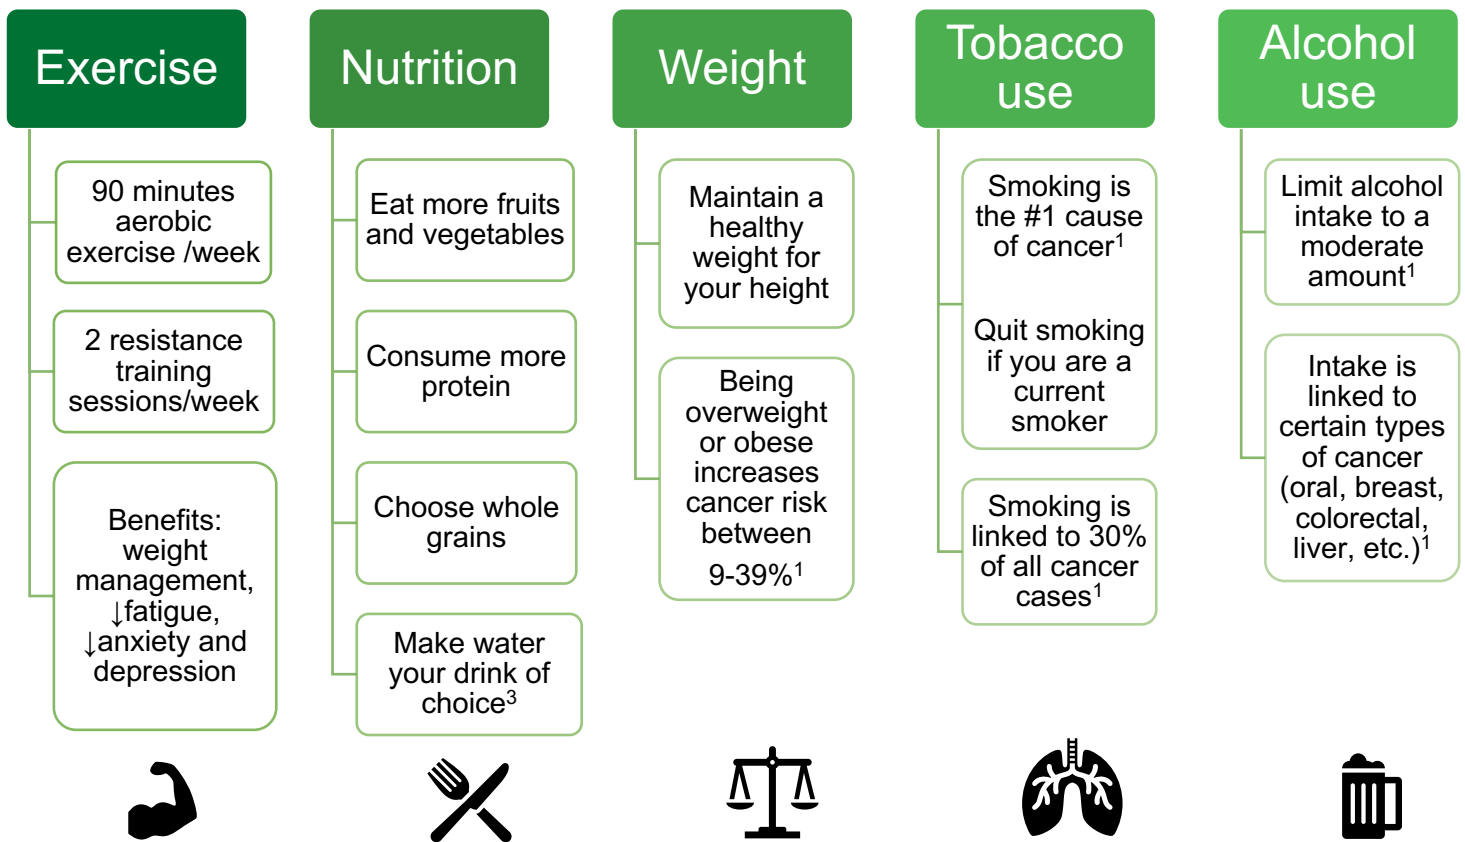 Exercise
90 minutes
aerobic
exercise /week
2 resistance
training
sessions/week
Benefits:
weight
management,
↓fatigue,
↓anxiety and
depression
Nutrition
Eat more fruits
and vegetables
Consume more
protein
Choose whole
grains
Make water
your drink of
choice³
Weight
Maintain a
healthy
weight for
your height
Being
overweight
or obese
increases
cancer risk
between
9-39%¹
Tobacco
use
Smoking is
the #1 cause
of cancer¹
Quit smoking
if you are a
current
smoker
Smoking is
linked to 30%
of all cancer
cases¹
Alcohol
use
Limit alcohol
intake to a
moderate
amount¹
Intake is
linked to
certain types
of cancer
(oral, breast,
colorectal,
liver, etc.)¹